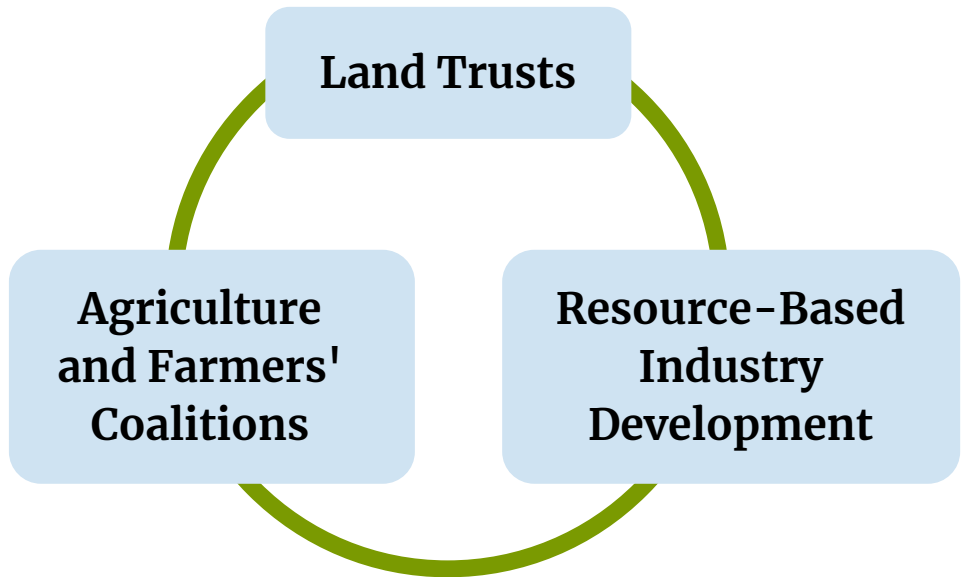 Land Trusts
Agriculture
and Farmers'
Coalitions
Resource-Based
Industry
Development